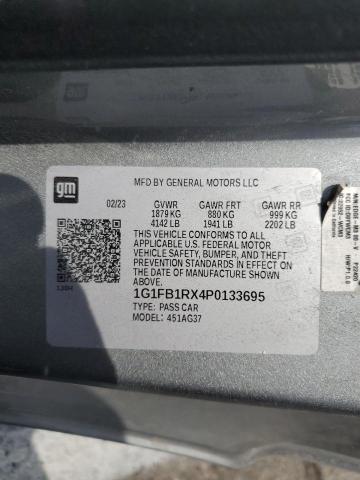 gm
MFD BY GENERAL MOTORS LLC
02/23 GVWR GAWR FRT GAWR RR
1879 KG 880 KG 999 KG
4142 LB 1941 LB 2202 LB
THIS VEHICLE CONFORMS TO ALL
APPLICABLE U.S. FEDERAL MOTOR
VEHICLE SAFETY, BUMPER, AND THEFT
PREVENTION STANDARDS IN EFFECT ON
THE DATE OF MANUFACTURE SHOWN ABOVE.
1G1FB1RX4P0133695
TYPE: PASS CAR
MODEL: 451AG37